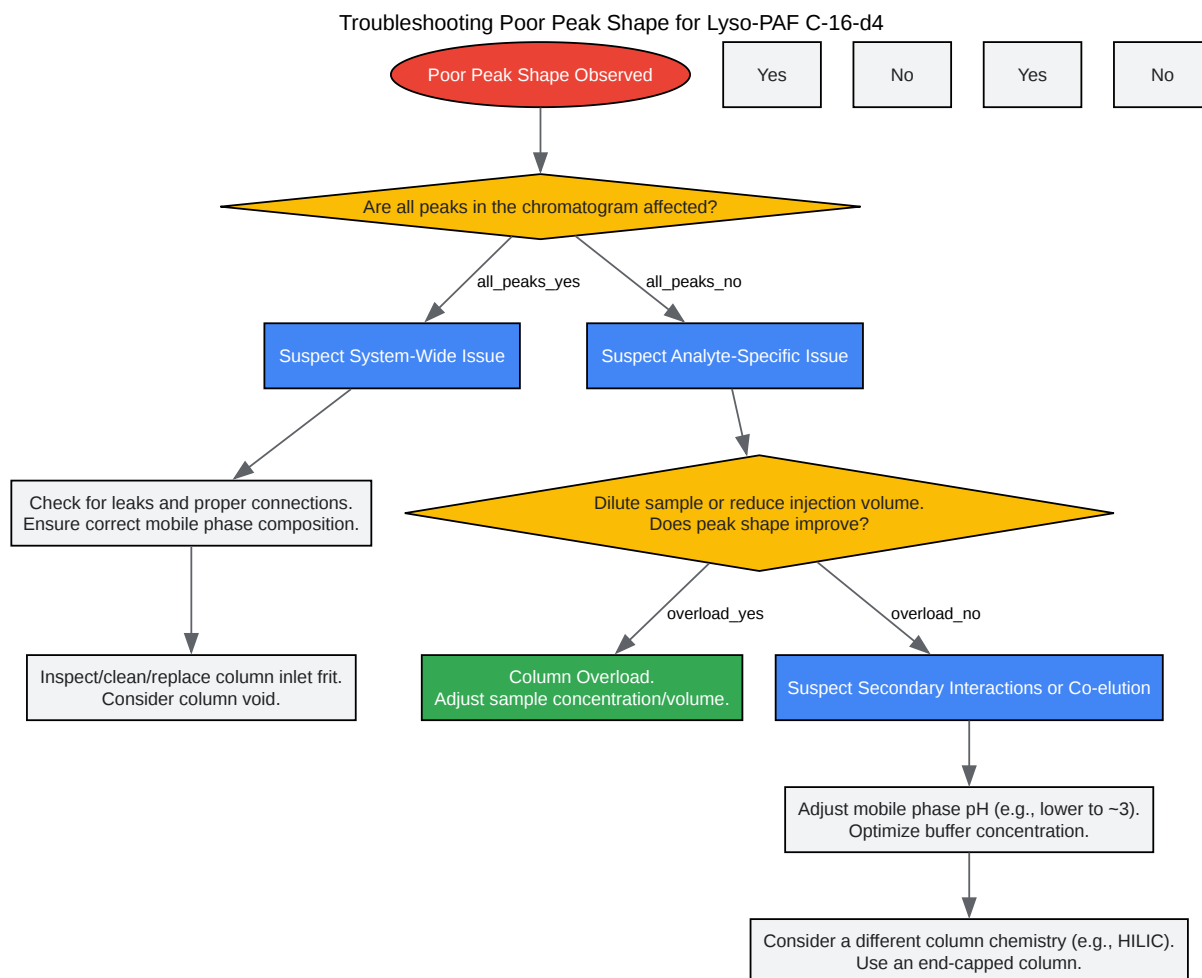 Troubleshooting Poor Peak Shape for Lyso-PAF C-16-d4
Poor Peak Shape Observed
Yes
No
Yes
No
Are all peaks in the chromatogram affected?
all_peaks_yes
all_peaks_no
Suspect System-Wide Issue
Suspect Analyte-Specific Issue
Check for leaks and proper connections.
Ensure correct mobile phase composition.
Dilute sample or reduce injection volume.
Does peak shape improve?
overload_yes
overload_no
Inspect/clean/replace column inlet frit.
Consider column void.
Column Overload.
Adjust sample concentration/volume.
Suspect Secondary Interactions or Co-elution
Adjust mobile phase pH (e.g., lower to ~3).
Optimize buffer concentration.
Consider a different column chemistry (e.g., HILIC).
Use an end-capped column.